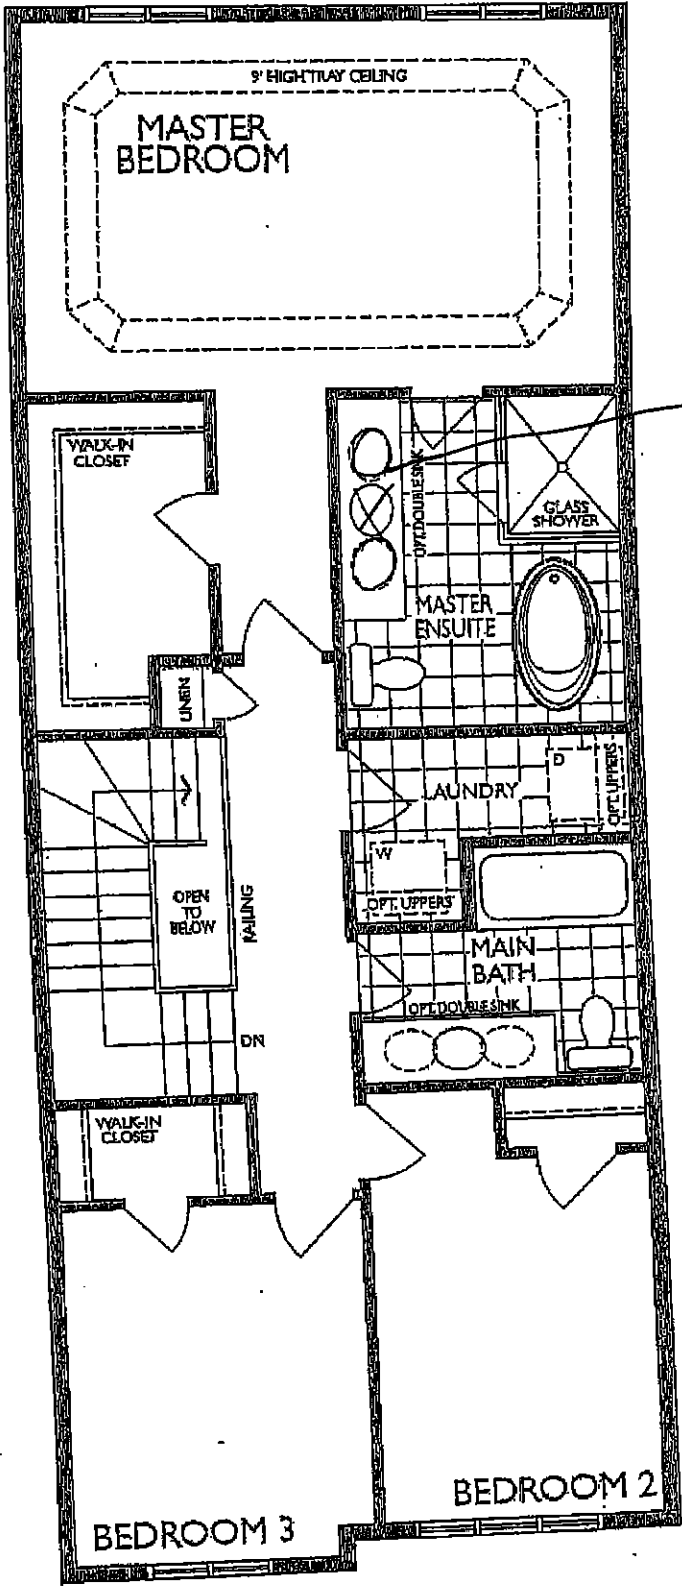 9' HIGH TRAY CEILING
MASTER
BEDROOM
WALK-IN
CLOSET
OPT. DOUBLE SINK
GLASS
SHOWER
MASTER
ENSUITE
LINEN
LAUNDRY
D
OPT. UPPERS
W
OPT. UPPERS
OPEN
TO
BELOW
RAILING
MAIN
BATH
OPT. DOUBLE SINK
DN
WALK-IN
CLOSET
BEDROOM 2
BEDROOM 3